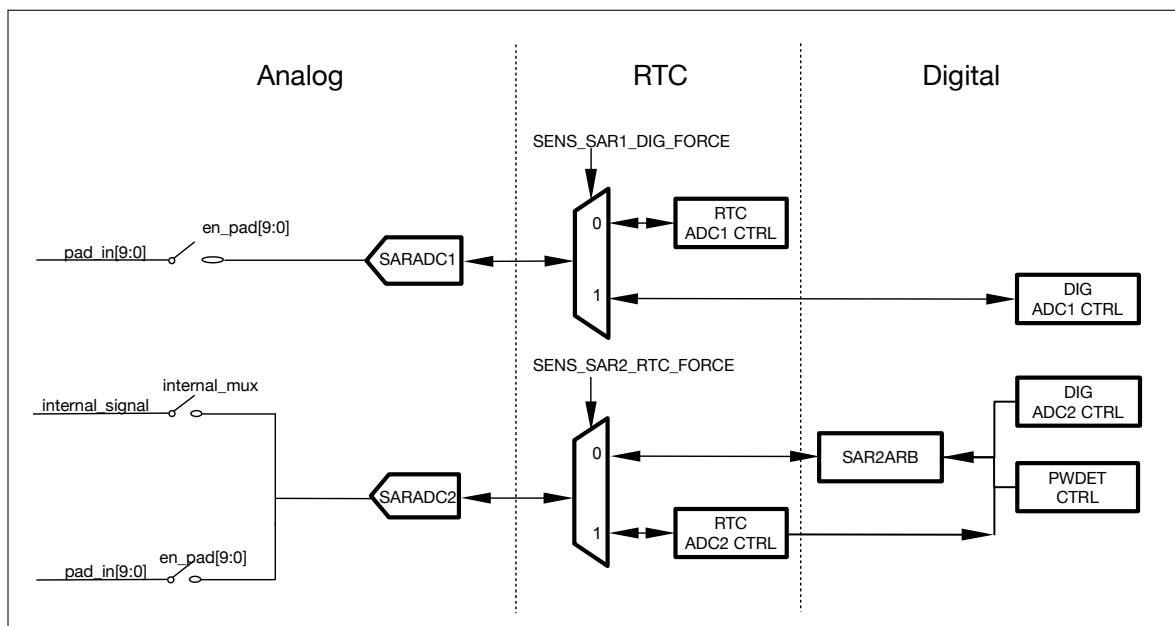 Analog
RTC
Digital
SENS_SAR1_DIG_FORCE
0
RTC
ADC1 CTRL
en_pad[9:0]
pad_in[9:0]
SARADC1
1
DIG
ADC1 CTRL
SENS_SAR2_RTC_FORCE
internal_mux
internal_signal
DIG
ADC2 CTRL
0
SAR2ARB
SARADC2
PWDET
CTRL
1
RTC
ADC2 CTRL
en_pad[9:0]
pad_in[9:0]